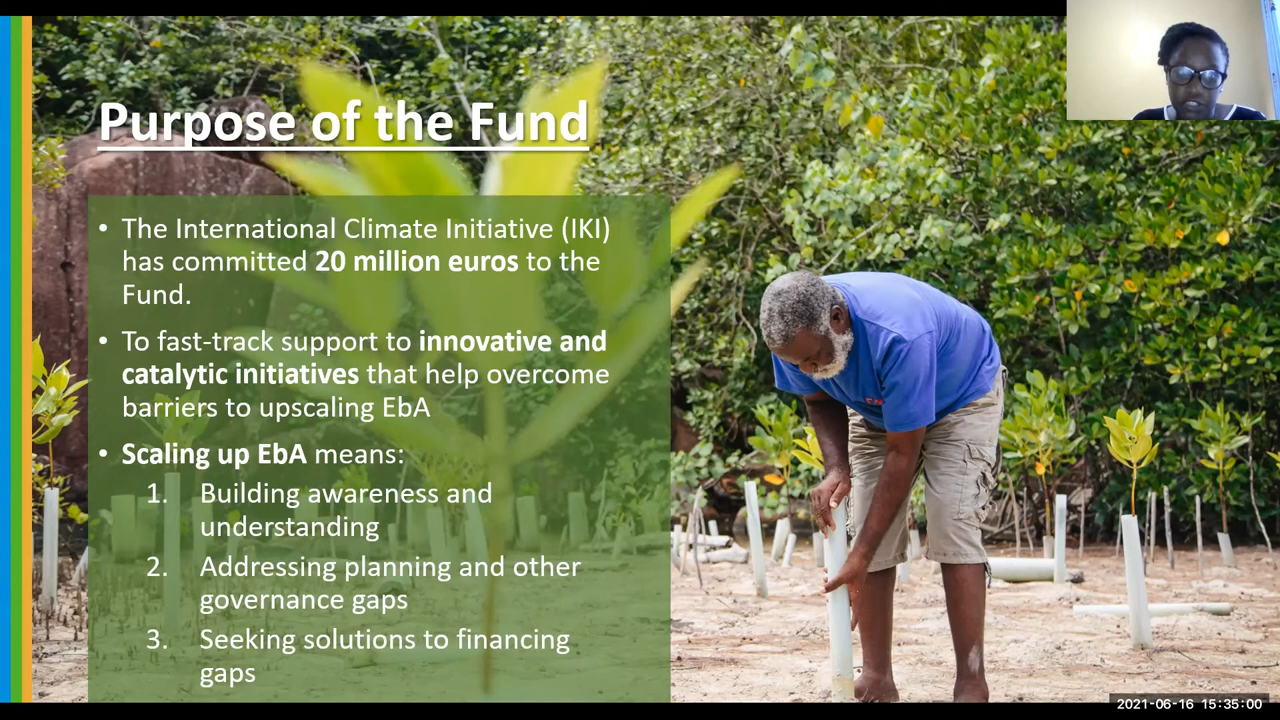 Purpose of the Fund
• The International Climate Initiative (IKI)
has committed 20 million euros to the
Fund.
• To fast-track support to innovative and
catalytic initiatives that help overcome
barriers to upscaling EbA
• Scaling up EbA means:
1. Building awareness and
understanding
2. Addressing planning and other
governance gaps
3. Seeking solutions to financing
gaps
2021-06-16 15:35:00